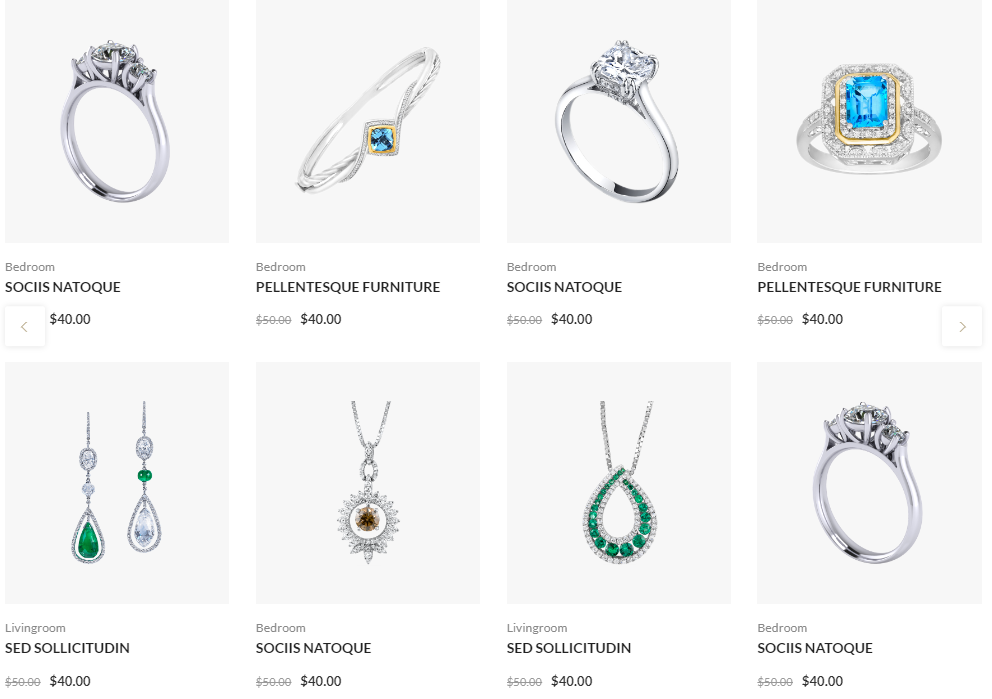 Bedroom
SOCIIS NATOQUE
$40.00
Bedroom
PELLENTESQUE FURNITURE
$50.00 $40.00
Bedroom
SOCIIS NATOQUE
$50.00 $40.00
Bedroom
PELLENTESQUE FURNITURE
$50.00 $40.00
Livingroom
SED SOLLICITUDIN
$50.00 $40.00
Bedroom
SOCIIS NATOQUE
$50.00 $40.00
Livingroom
SED SOLLICITUDIN
$50.00 $40.00
Bedroom
SOCIIS NATOQUE
$50.00 $40.00